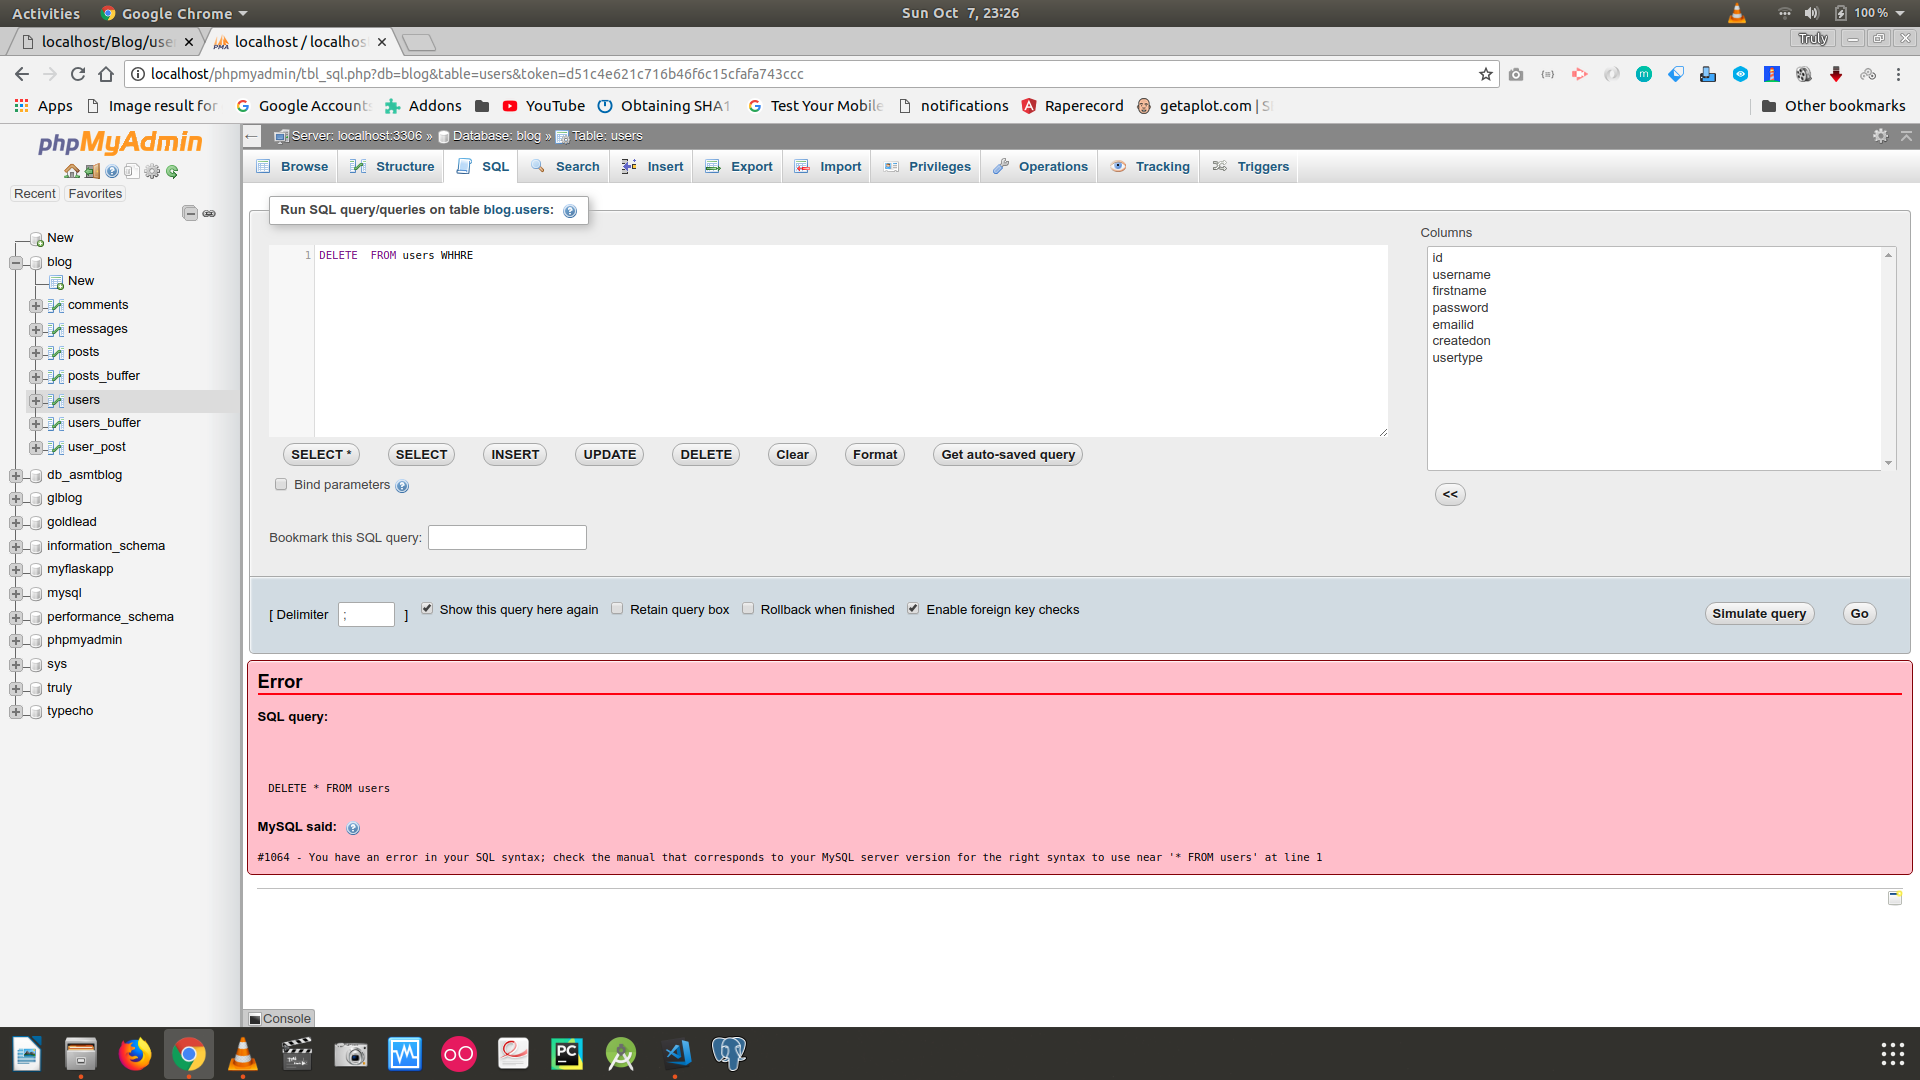 Activities Google Chrome Sun Oct 7, 23:26 100 %
localhost/Blog/use localhost / localhos Truly
localhost/phpmyadmin/tbl_sql.php?db=blog&table=users&token=d51c4e621c716b46f6c15cfafa743ccc
Apps Image result for Google Accounts Addons YouTube Obtaining SHA1 Test Your Mobile notifications Raperecord getaplot.com | S Other bookmarks
phpMyAdmin
Recent Favorites
New
blog
New
comments
messages
posts
posts_buffer
users
users_buffer
user_post
db_asmtblog
glblog
goldlead
information_schema
myflaskapp
mysql
performance_schema
phpmyadmin
sys
truly
typecho
Server: localhost:3306 » Database: blog » Table: users
Browse Structure SQL Search Insert Export Import Privileges Operations Tracking Triggers
Run SQL query/queries on table blog.users:
1 DELETE  FROM users WHHRE
Columns
id
username
firstname
password
emailid
createdon
usertype
<<
SELECT * SELECT INSERT UPDATE DELETE Clear Format Get auto-saved query
Bind parameters
Bookmark this SQL query:
[ Delimiter ; ] Show this query here again Retain query box Rollback when finished Enable foreign key checks Simulate query Go
Error
SQL query:
DELETE * FROM users
MySQL said:
#1064 - You have an error in your SQL syntax; check the manual that corresponds to your MySQL server version for the right syntax to use near '* FROM users' at line 1
Console